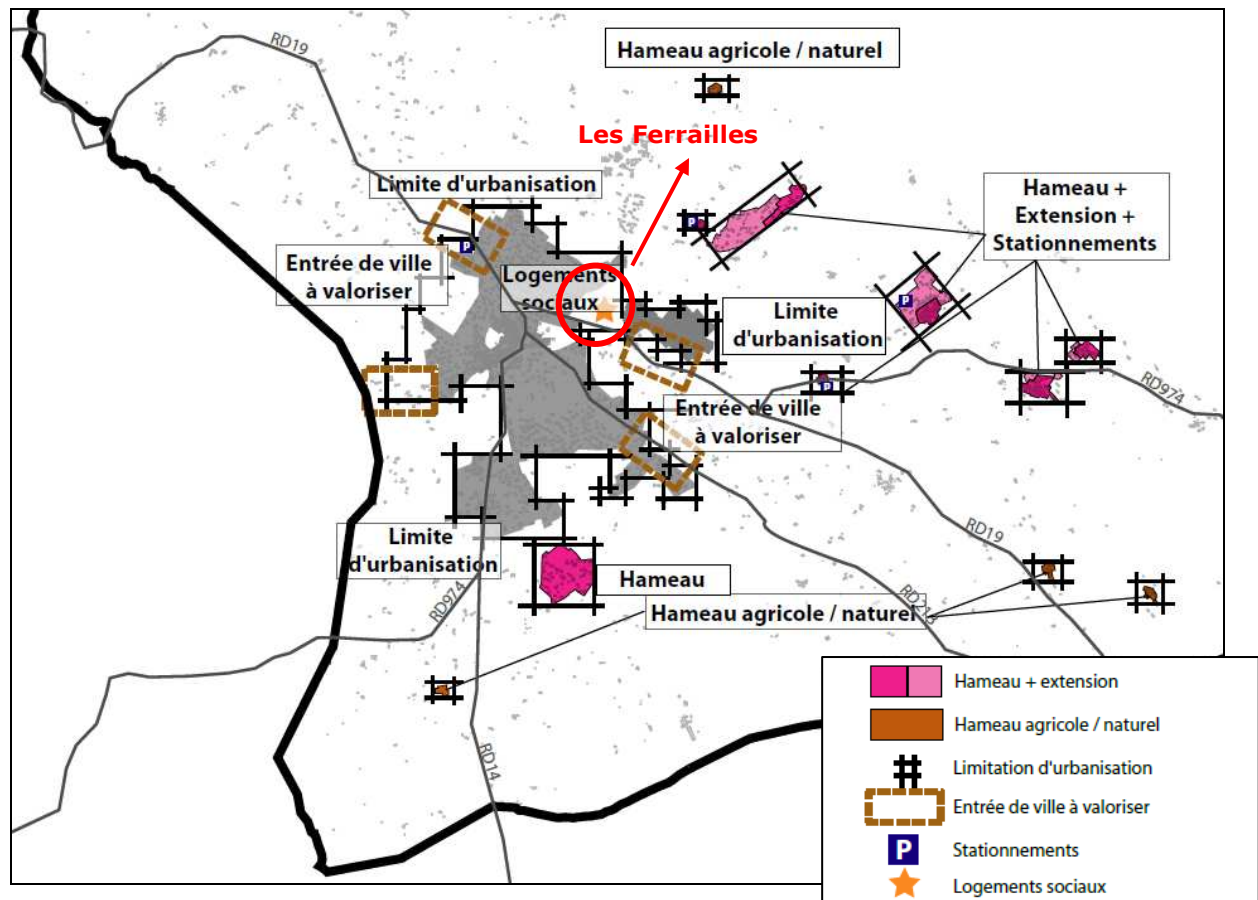 RD19
Hameau agricole / naturel
Les Ferrailles
Limite d'urbanisation
Hameau +
Extension +
Stationnements
P
P
Entrée de ville
à valoriser
Logements
sociaux
P
Limite
d'urbanisation
P
RD974
Entrée de ville
à valoriser
Limite
d'urbanisation
RD19
Hameau
RD974
RD213
Hameau agricole / naturel
RD14
Hameau + extension
Hameau agricole / naturel
Limitation d'urbanisation
Entrée de ville à valoriser
P
Stationnements
Logements sociaux